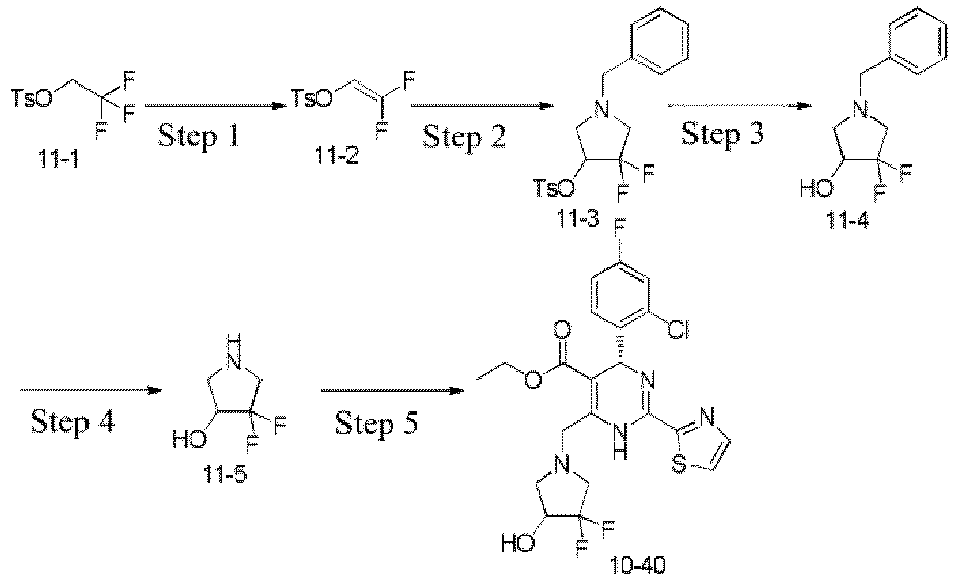 TsO F F F
11-1
Step 1
TsO F F
11-2
Step 2
N TsO F F
11-3
Step 3
N HO F F
11-4
Step 4
H N HO F F
11-5
Step 5
F Cl O O N N H N S N HO F F
10-40